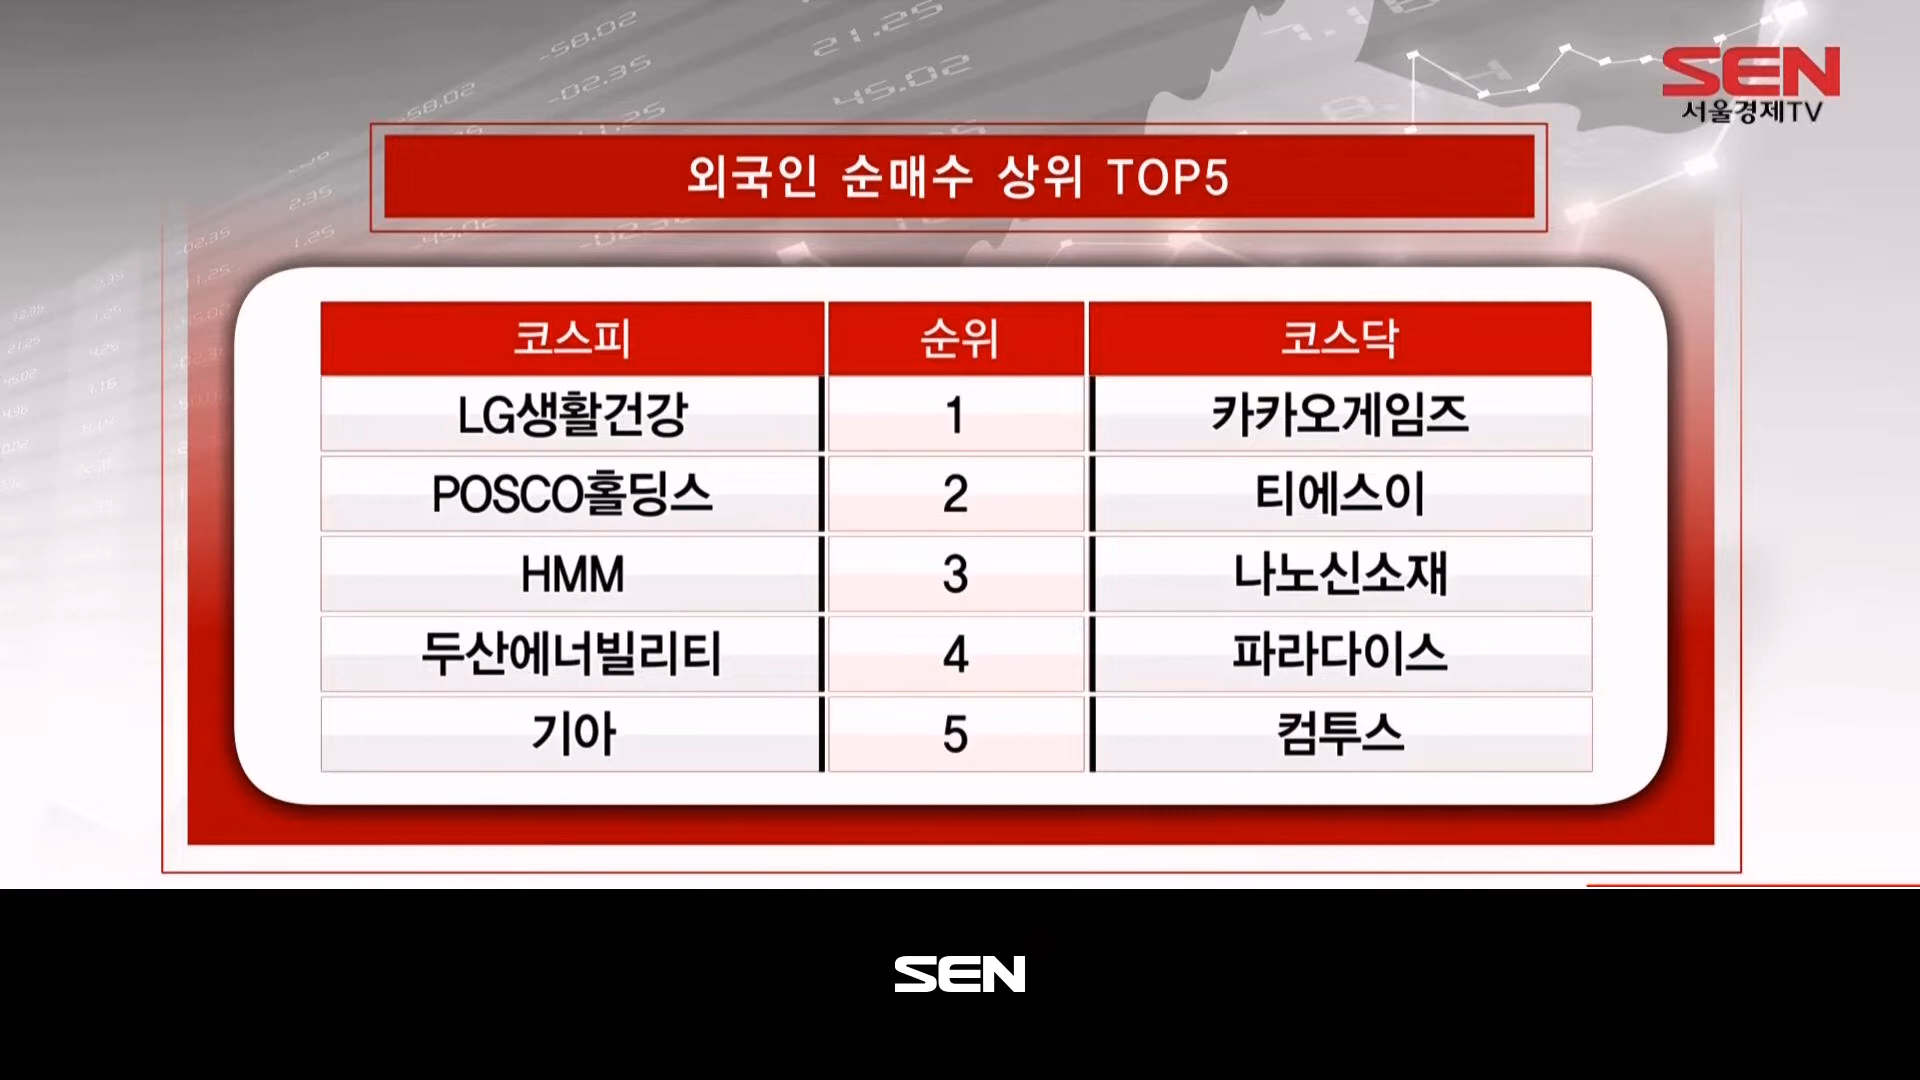 SEN
서울경제TV
외국인 순매수 상위 TOP5
코스피 순위 코스닥
LG생활건강 1 카카오게임즈
POSCO홀딩스 2 티에스이
HMM 3 나노신소재
두산에너빌리티 4 파라다이스
기아 5 컴투스
SEN